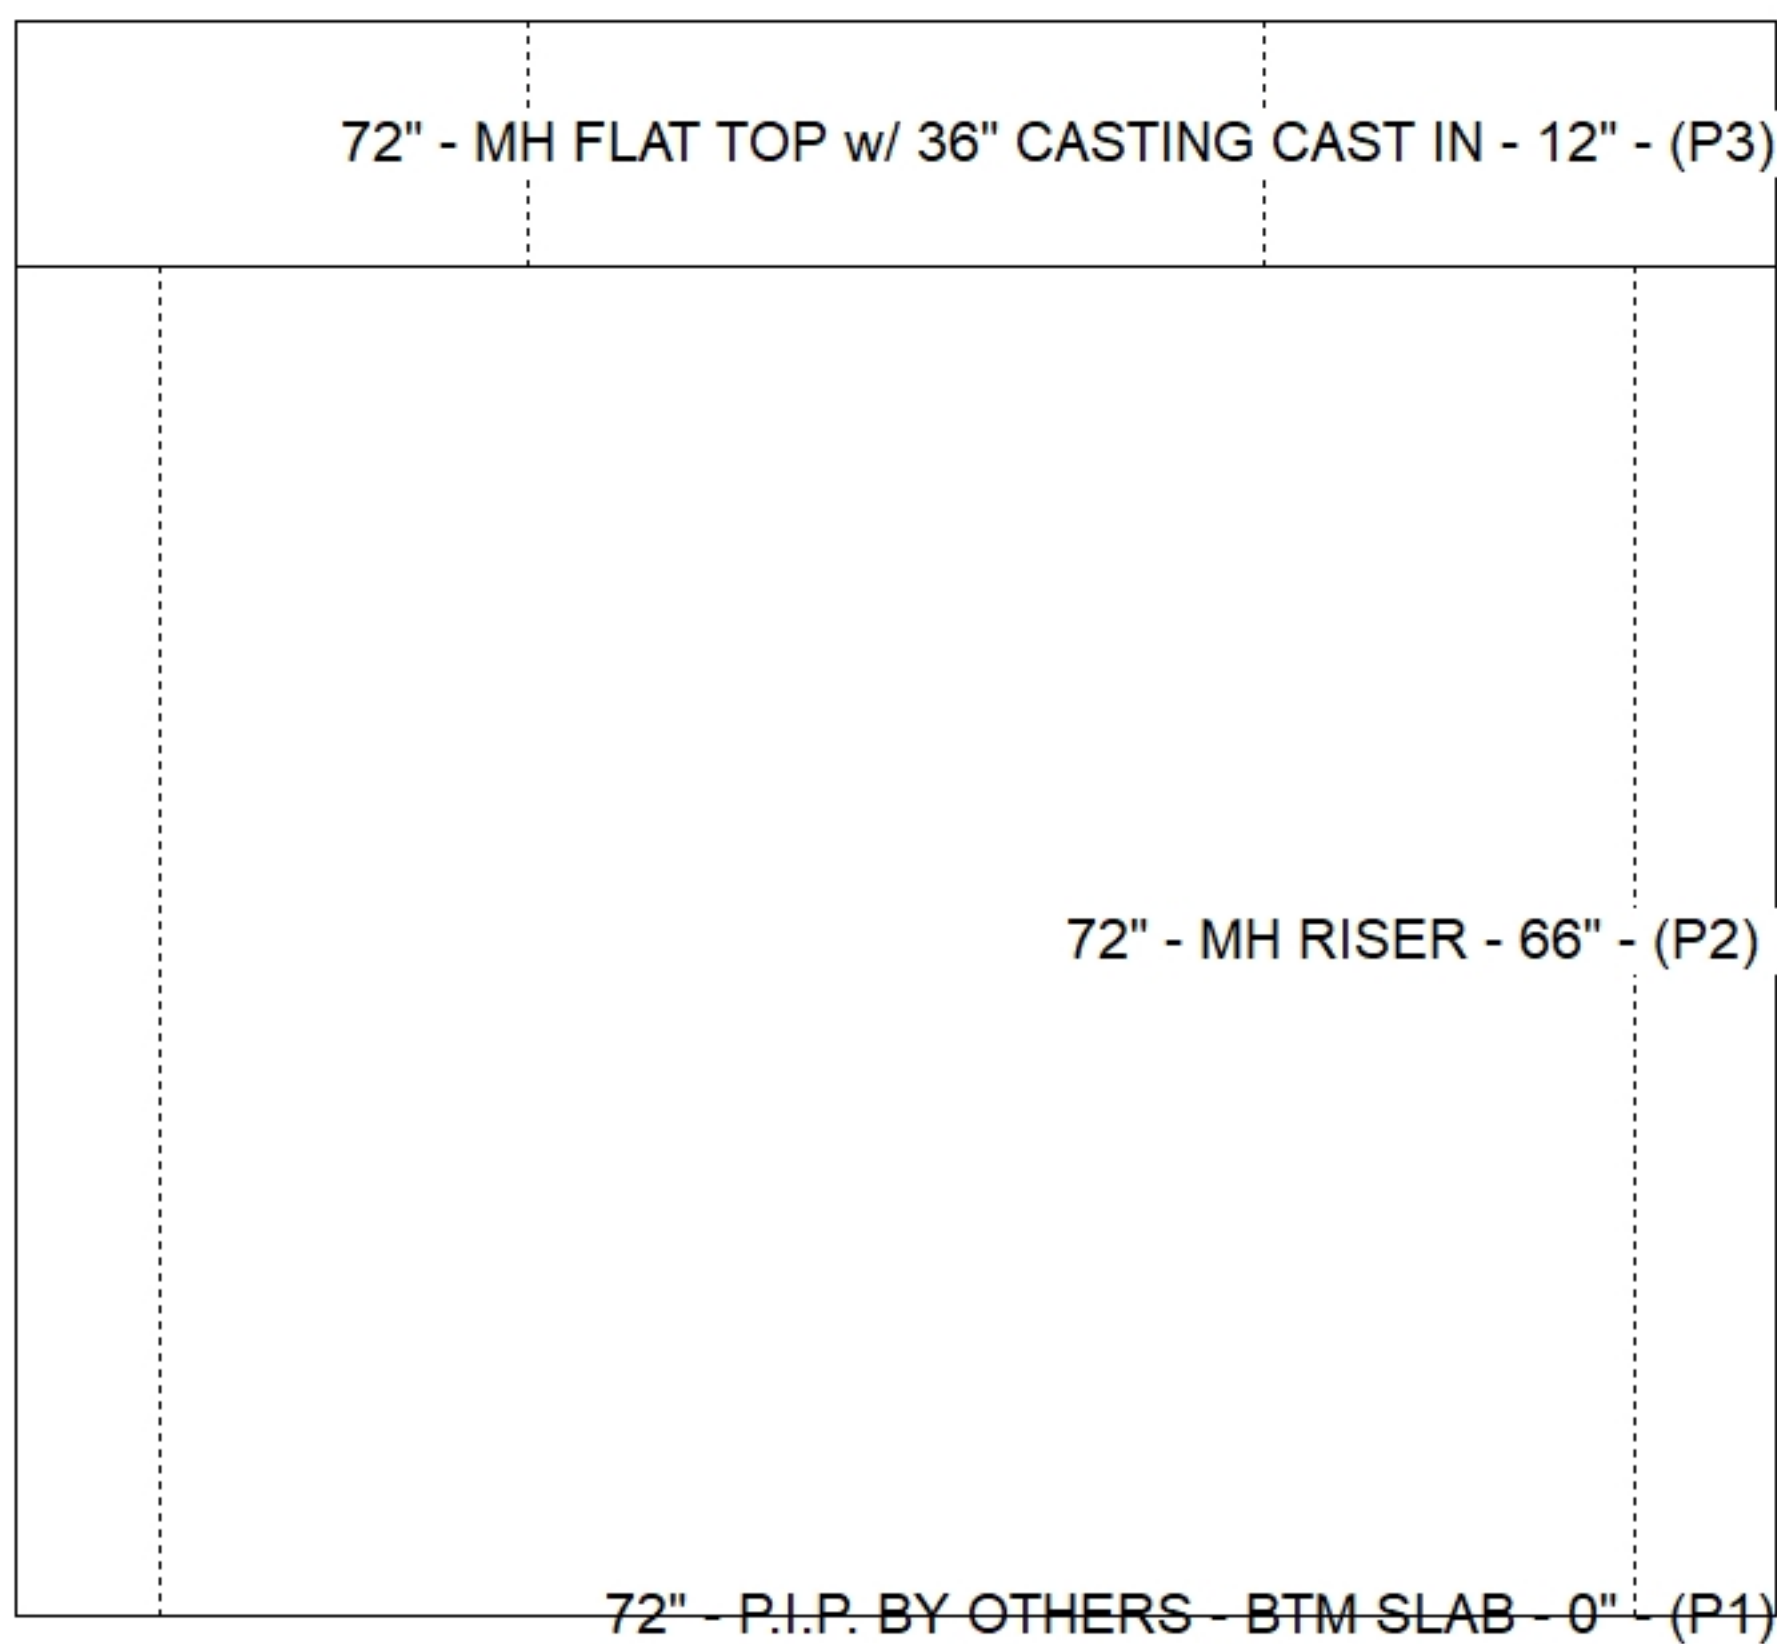 72" - MH FLAT TOP w/ 36" CASTING CAST IN - 12" - (P3)
72" - MH RISER - 66" - (P2)
72" - P.I.P. BY OTHERS - BTM SLAB - 0" - (P1)